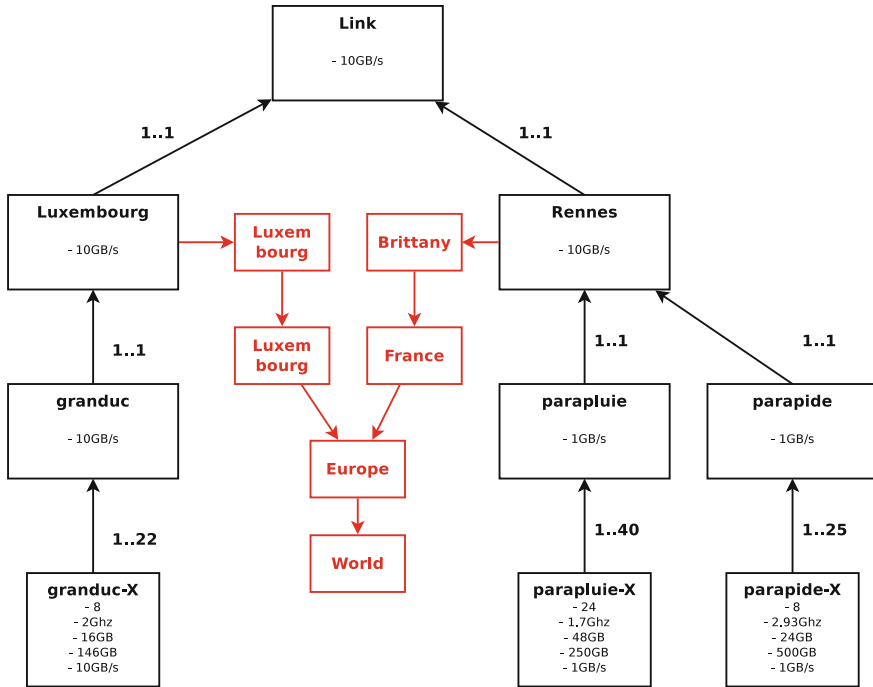 Link
- 10GB/s
1..1
1..1
Luxembourg
- 10GB/s
Luxem
bourg
Brittany
Rennes
- 10GB/s
1..1
Luxem
bourg
France
1..1
1..1
granduc
- 10GB/s
Europe
parapluie
- 1GB/s
parapide
- 1GB/s
1..22
World
1..40
1..25
granduc-X
- 8
- 2Ghz
- 16GB
- 146GB
- 10GB/s
parapluie-X
- 24
- 1.7Ghz
- 48GB
- 250GB
- 1GB/s
parapide-X
- 8
- 2.93Ghz
- 24GB
- 500GB
- 1GB/s